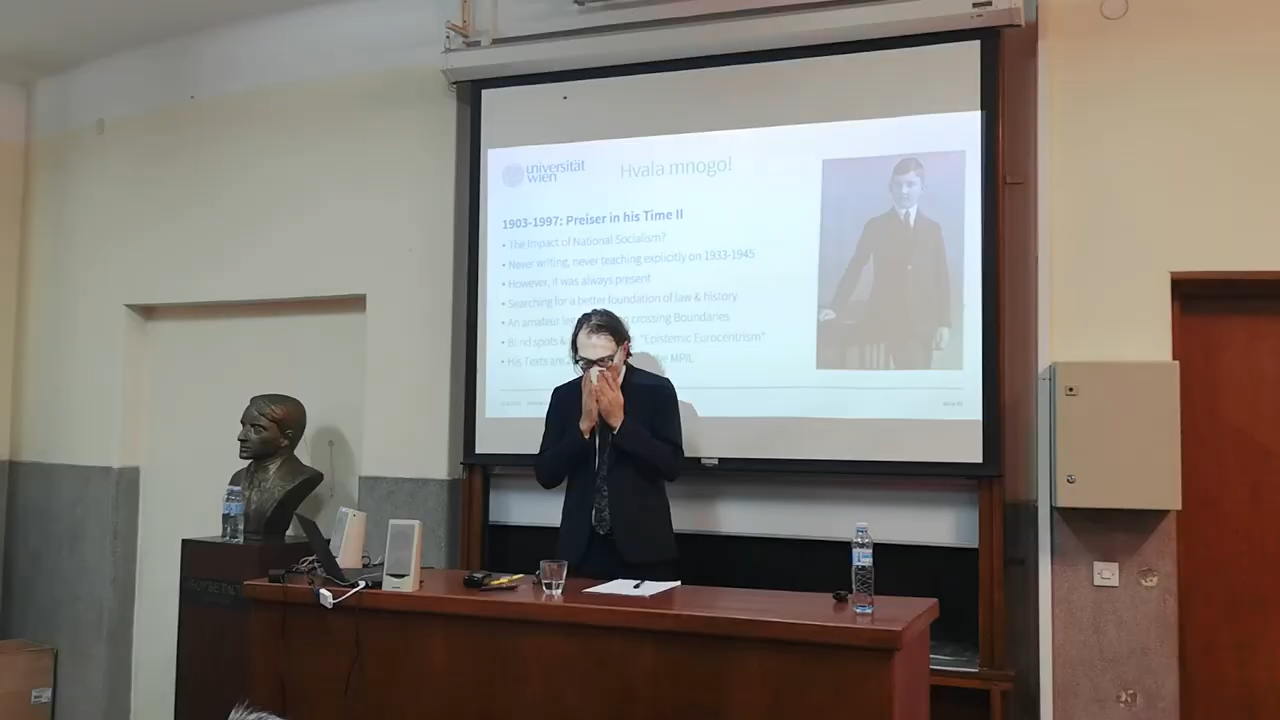 universität
wien
Hvala mnogo!
1903-1997: Preiser in his Time II
• The Impact of National Socialism?
• Never writing, never teaching explicitly on 1933-1945
• However, it was always present
• Searching for a better foundation of law & history
• An amateur crossing Boundaries
• Blind spots & "Epistemic Eurocentrism"
• His Texts are MPIL